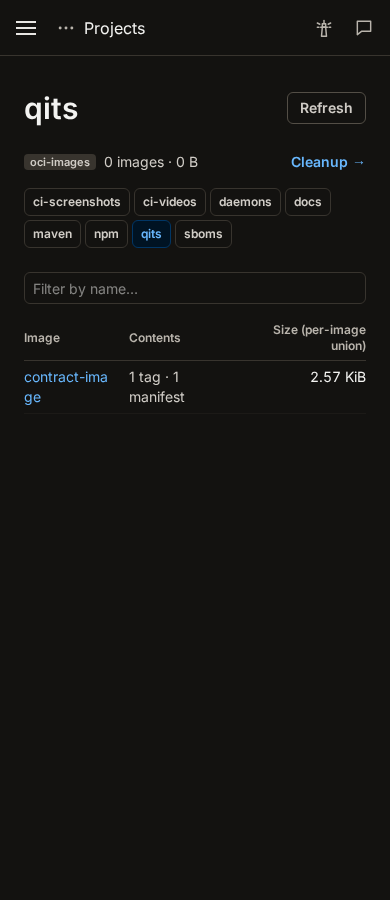 Projects
qits
Refresh
oci-images 0 images · 0 B Cleanup →
ci-screenshots ci-videos daemons docs
maven npm qits sboms
Filter by name...
Image Contents Size (per-image union)
contract-ima
ge
1 tag · 1
manifest
2.57 KiB